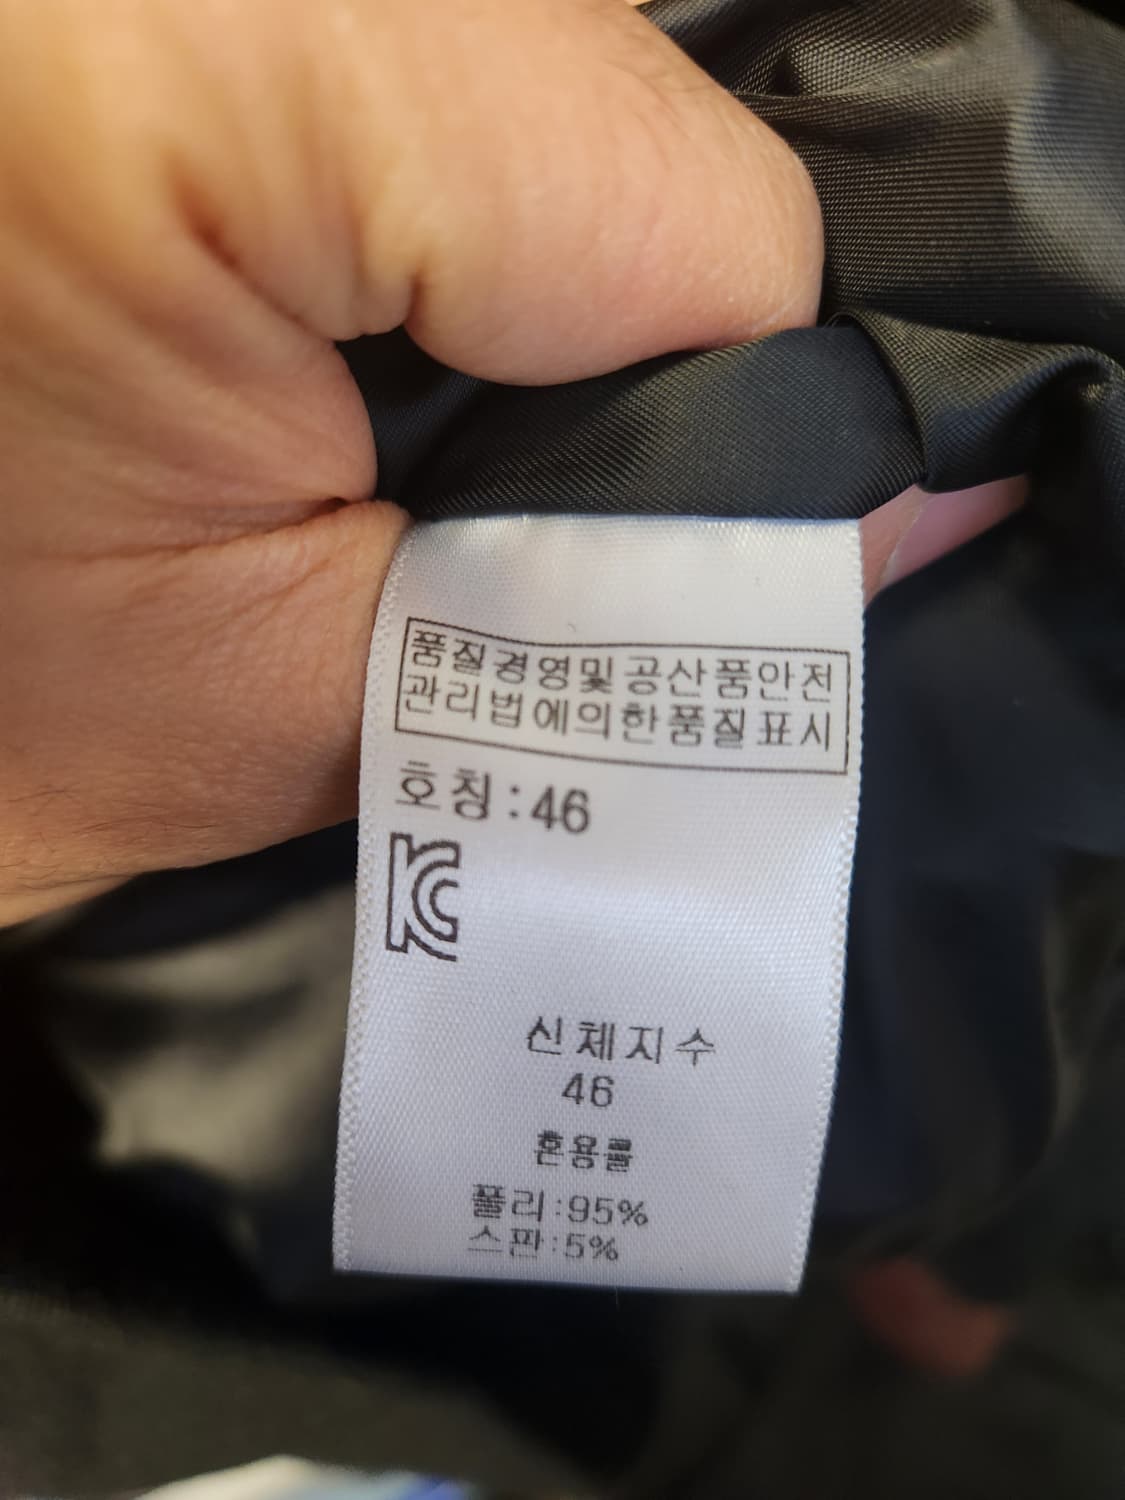 품질경영및공산품안전
관리법에의한품질표시
호칭:46
KC
신체지수
46
혼용률
폴리:95%
스판:5%